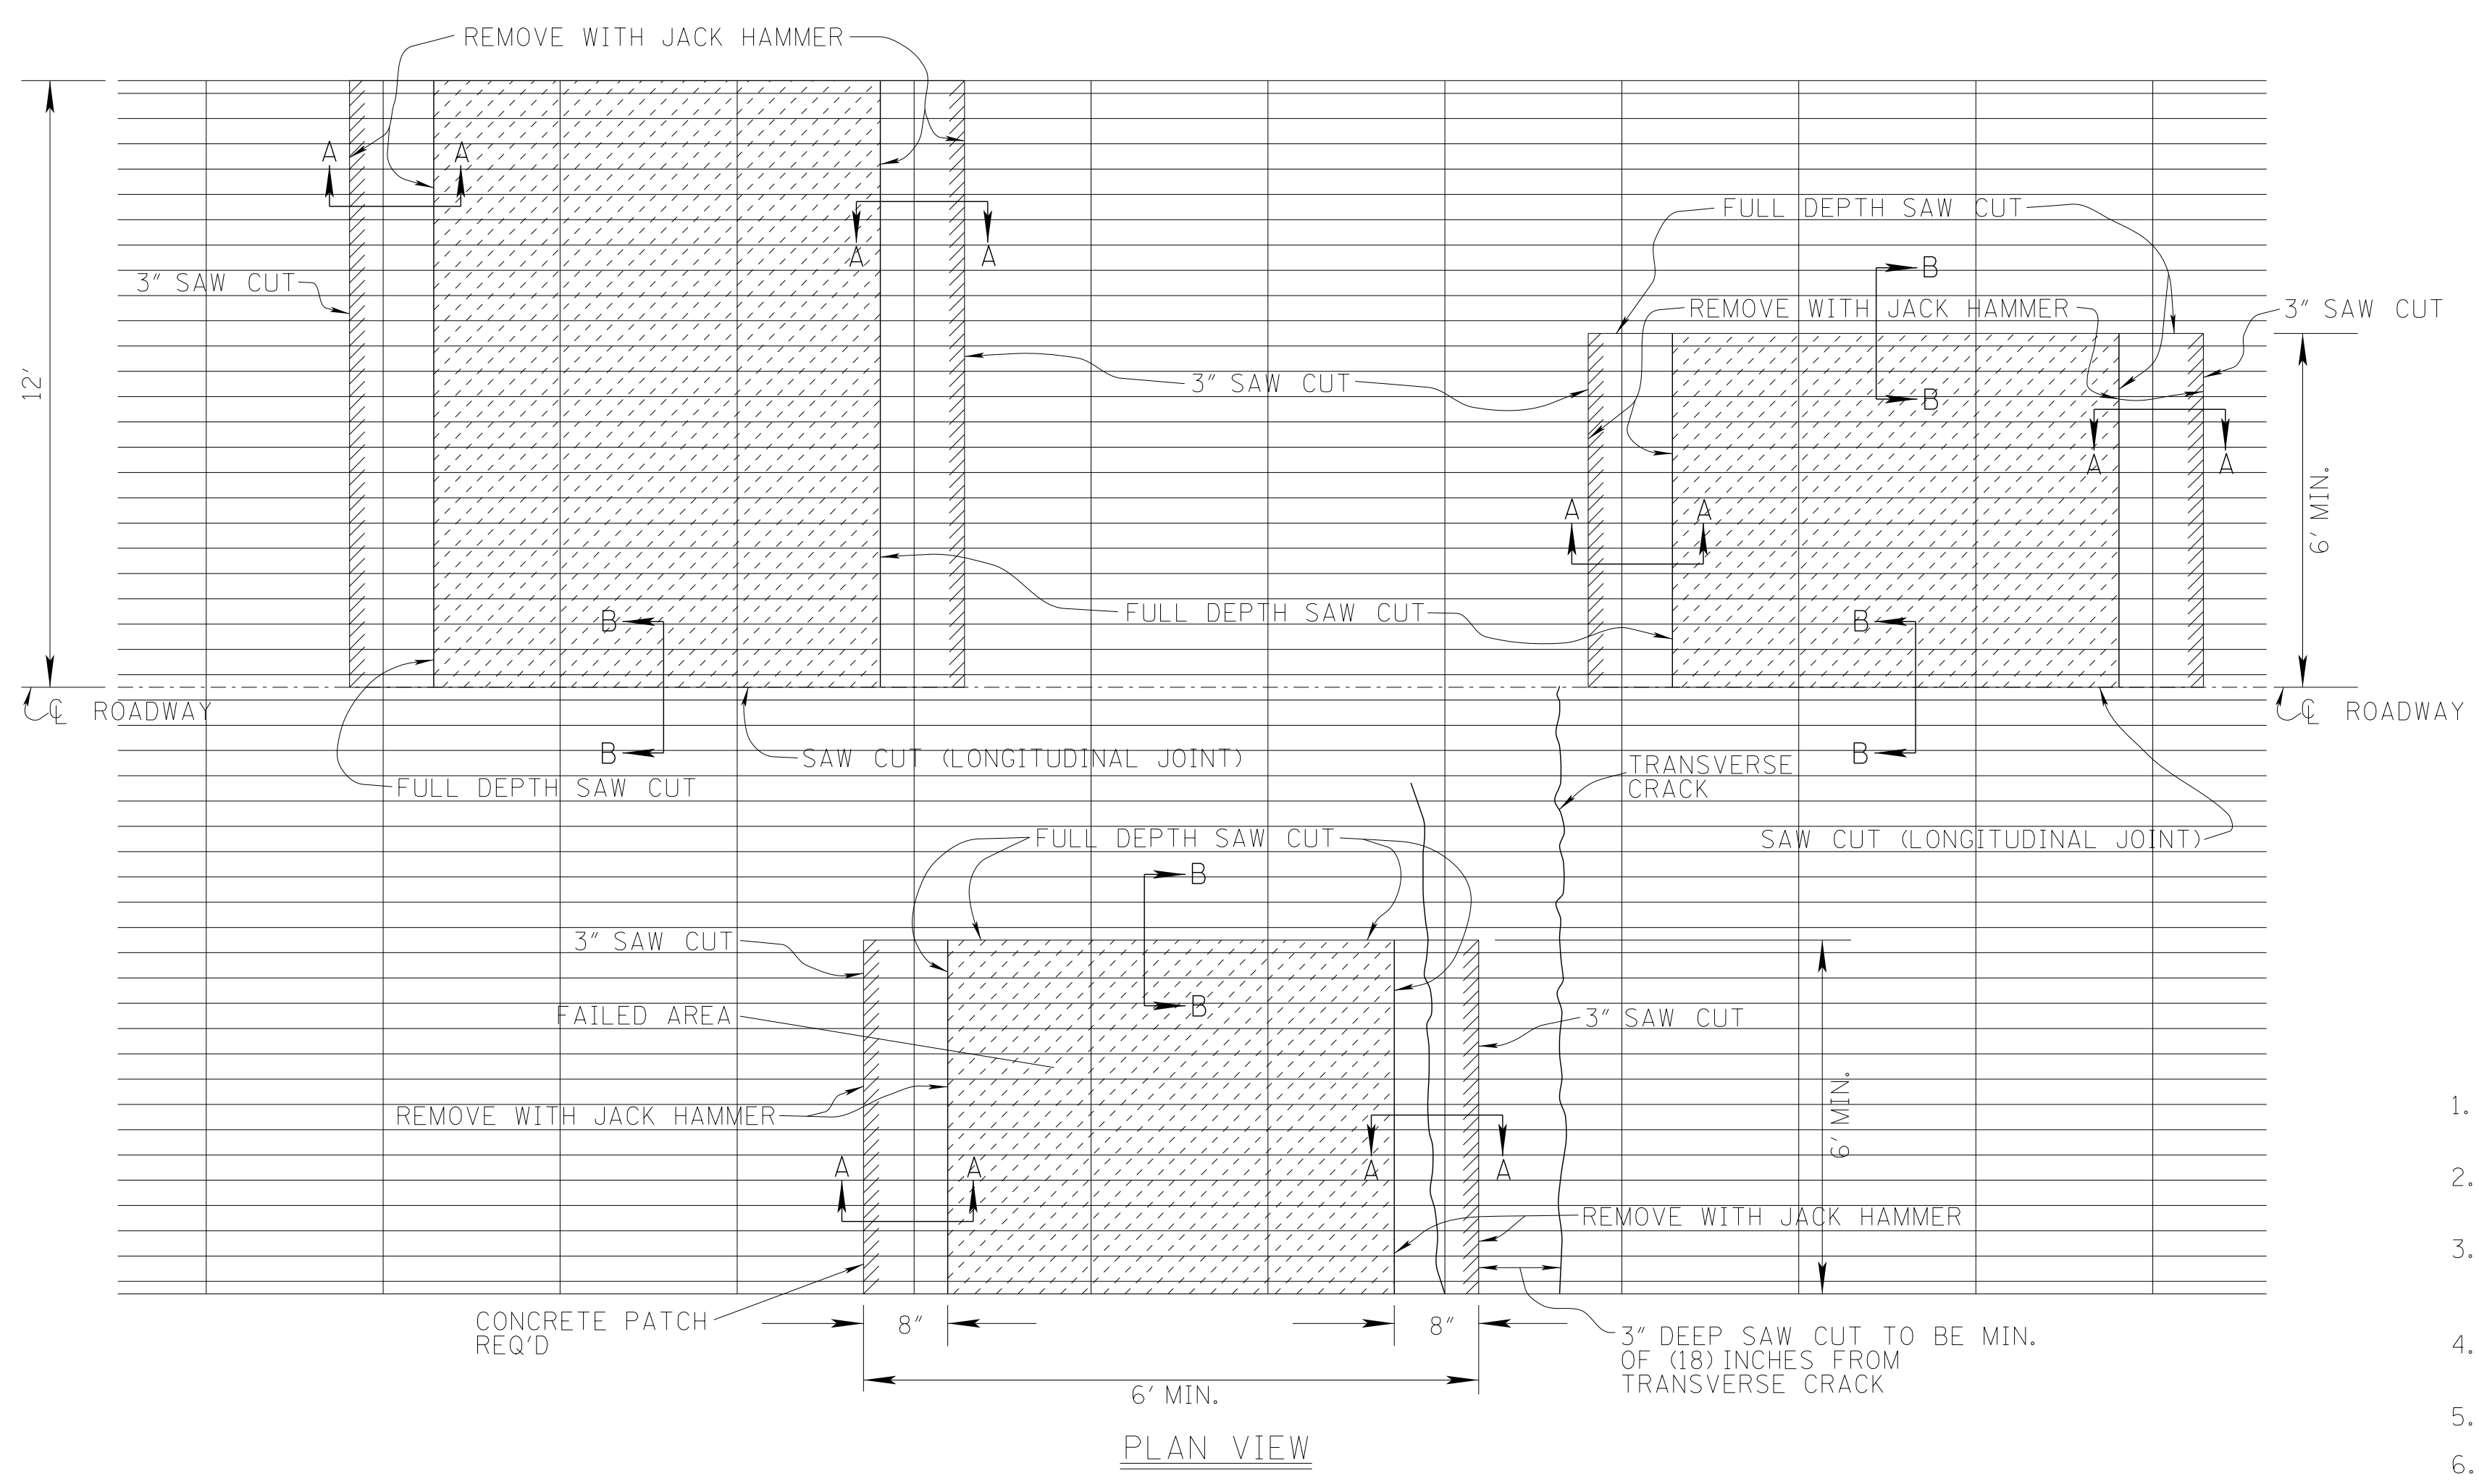 REMOVE WITH JACK HAMMER
A
A
FULL DEPTH SAW CUT
A
A
B
3" SAW CUT
REMOVE WITH JACK HAMMER
3" SAW CUT
12'
3" SAW CUT
B
A
A
6' MIN.
A
A
FULL DEPTH SAW CUT
B
B
℄ ROADWAY
℄ ROADWAY
B
SAW CUT (LONGITUDINAL JOINT)
B
TRANSVERSE
CRACK
FULL DEPTH SAW CUT
FULL DEPTH SAW CUT
SAW CUT (LONGITUDINAL JOINT)
B
3" SAW CUT
B
FAILED AREA
3" SAW CUT
6' MIN.
REMOVE WITH JACK HAMMER
1.
A
A
A
A
2.
REMOVE WITH JACK HAMMER
3.
CONCRETE PATCH
REQ'D
8"
8"
3" DEEP SAW CUT TO BE MIN.
OF (18) INCHES FROM
TRANSVERSE CRACK
4.
6' MIN.
5.
PLAN VIEW
6.